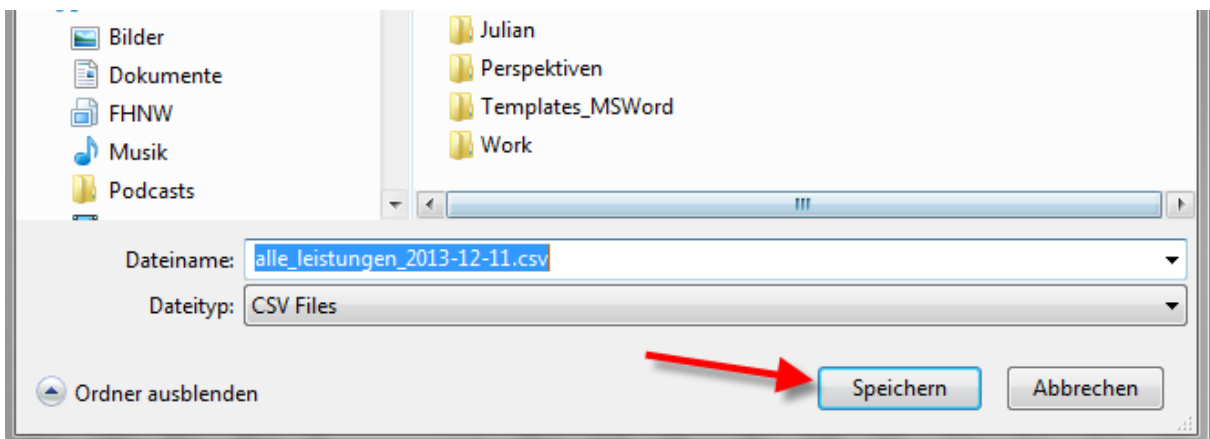 Bilder
Dokumente
FHNW
Musik
Podcasts
Julian
Perspektiven
Templates_MSWord
Work
Dateiname: alle_leistungen_2013-12-11.csv
Dateityp: CSV Files
Ordner ausblenden
Speichern
Abbrechen